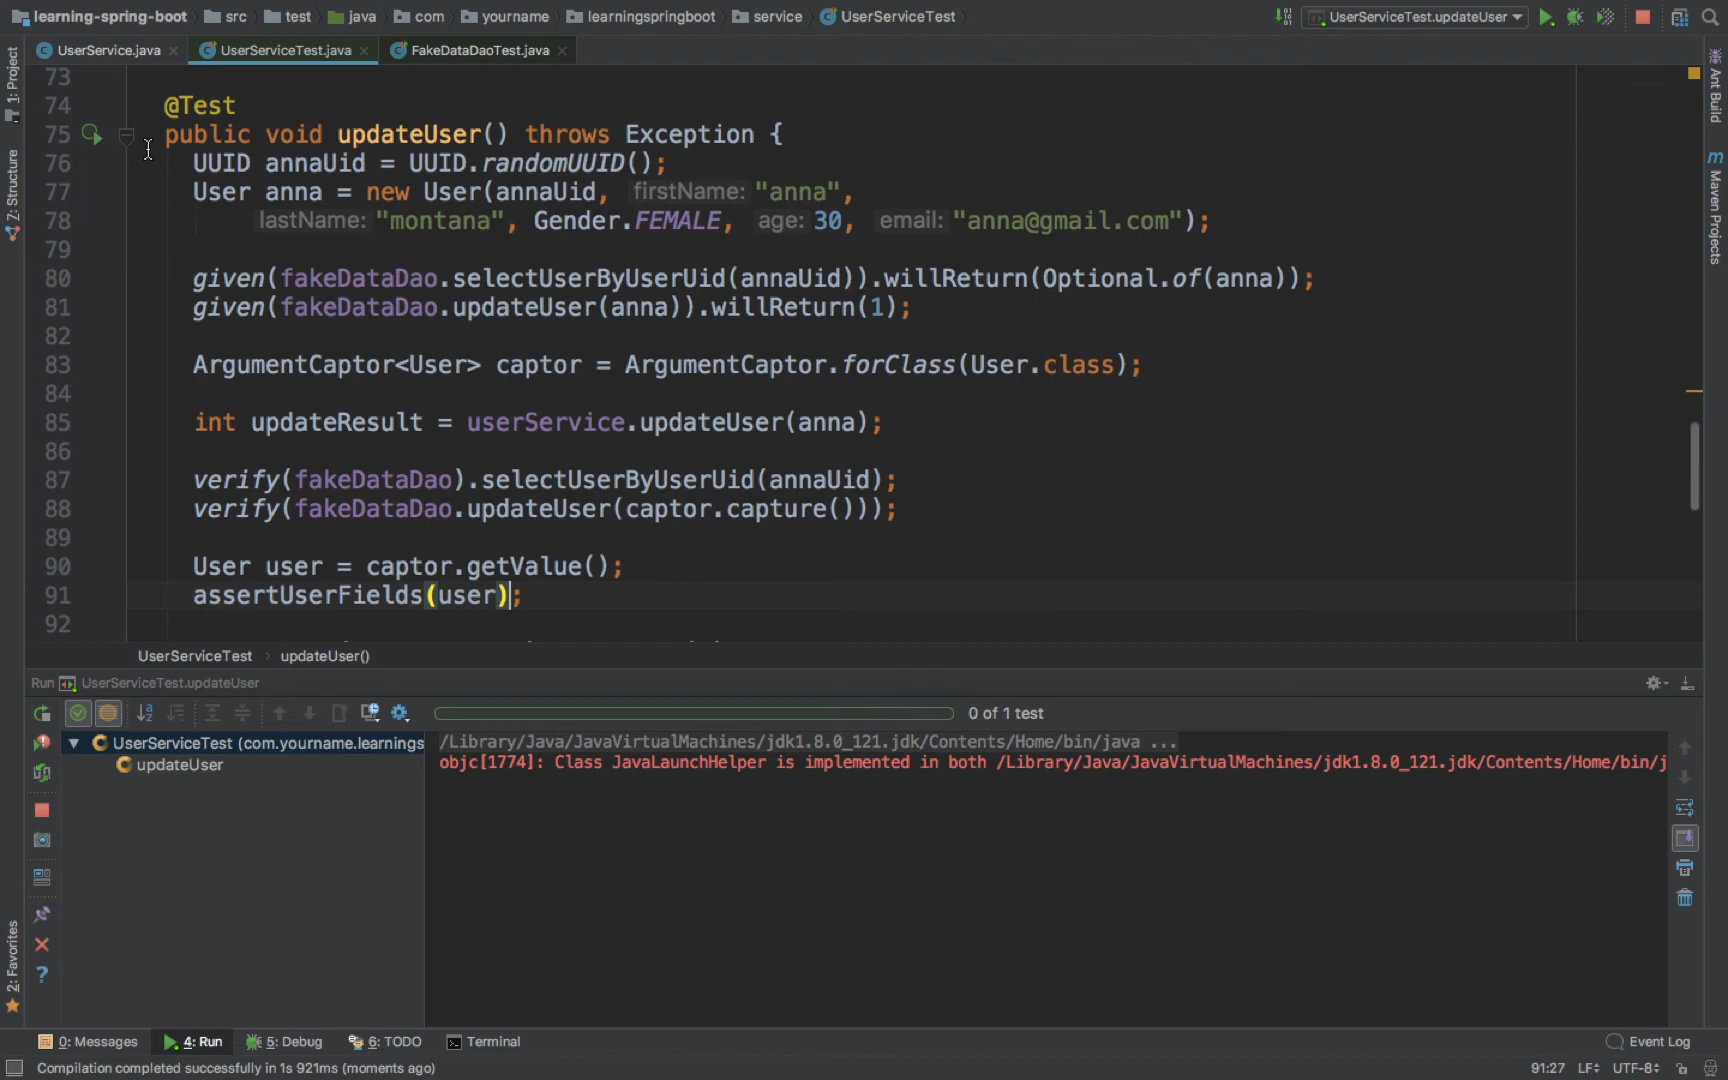 learning-spring-boot src test java com yourname learningspringboot service UserServiceTest UserServiceTest.updateUser
UserService.java UserServiceTest.java FakeDataDaoTest.java
1: Project
7: Structure
2: Favorites
Ant Build
Maven Projects
73
74 @Test
75 public void updateUser() throws Exception {
76 UUID annaUid = UUID.randomUUID();
77 User anna = new User(annaUid, firstName: "anna",
78 lastName: "montana", Gender.FEMALE, age: 30, email: "anna@gmail.com");
79
80 given(fakeDataDao.selectUserByUserUid(annaUid)).willReturn(Optional.of(anna));
81 given(fakeDataDao.updateUser(anna)).willReturn(1);
82
83 ArgumentCaptor<User> captor = ArgumentCaptor.forClass(User.class);
84
85 int updateResult = userService.updateUser(anna);
86
87 verify(fakeDataDao).selectUserByUserUid(annaUid);
88 verify(fakeDataDao.updateUser(captor.capture()));
89
90 User user = captor.getValue();
91 assertUserFields(user);
92
UserServiceTest › updateUser()
Run UserServiceTest.updateUser
0 of 1 test
UserServiceTest (com.yourname.learnings
updateUser
/Library/Java/JavaVirtualMachines/jdk1.8.0_121.jdk/Contents/Home/bin/java ...
objc[1774]: Class JavaLaunchHelper is implemented in both /Library/Java/JavaVirtualMachines/jdk1.8.0_121.jdk/Contents/Home/bin/j
0: Messages 4: Run 5: Debug 6: TODO Terminal Event Log
Compilation completed successfully in 1s 921ms (moments ago) 91:27 LF÷ UTF-8÷